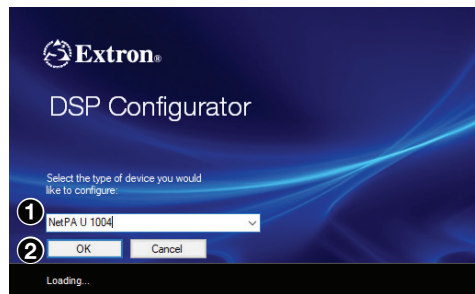 Extron®
DSP Configurator
Select the type of device you would
like to configure:
1
NetPA U 1004
2
OK Cancel
Loading...